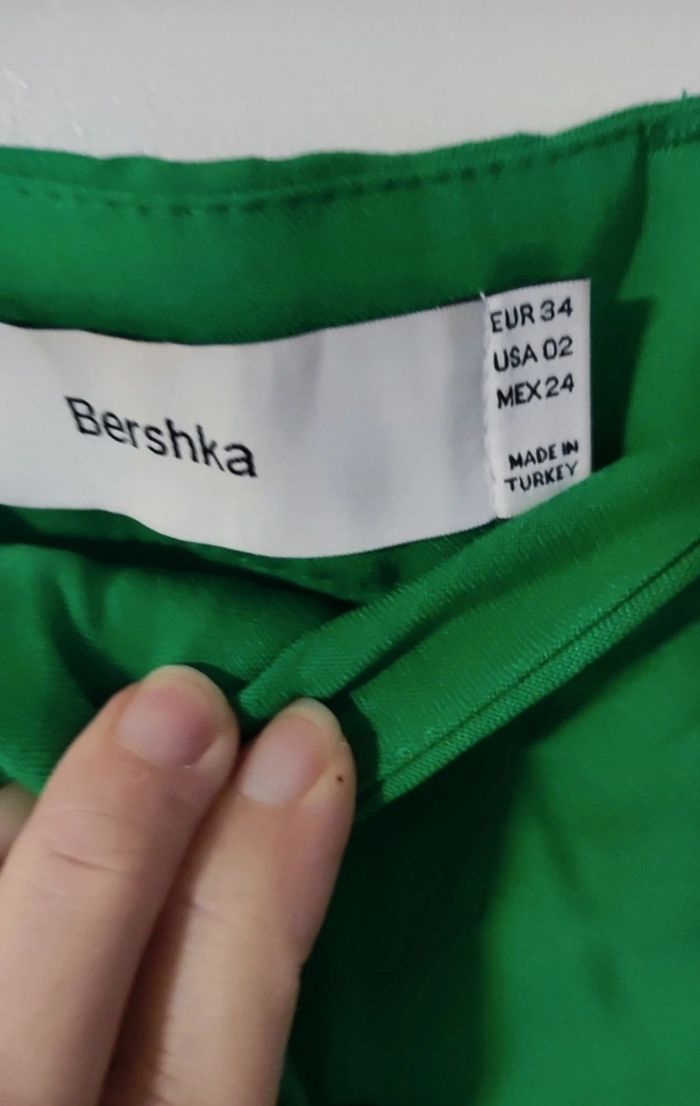 Bershka
EUR 34
USA 02
MEX 24
MADE IN
TURKEY